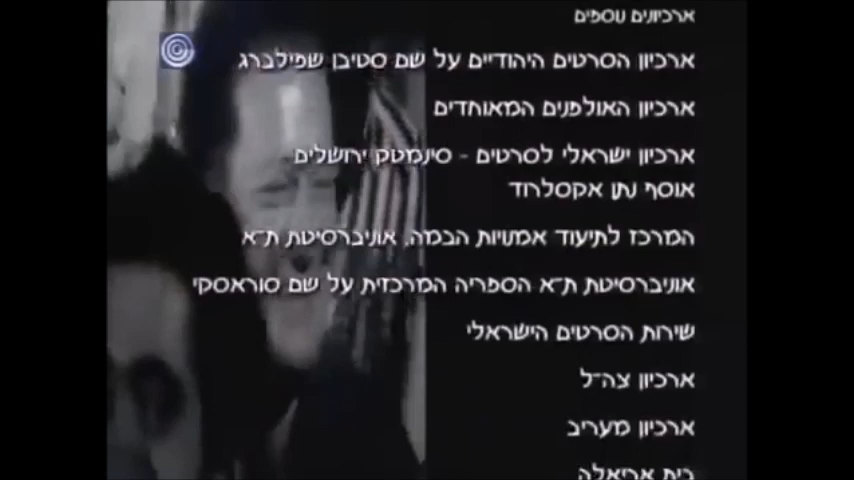 ארכיונים נוספים
ארכיון הסרטים היהודיים על שם סטיבן שפילברג
ארכיון האולפנים המאוחדים
ארכיון ישראלי לסרטים - סינמטק ירושלים
אוסף נתן אקסלרוד
המרכז לתיעוד אמנויות הבמה, אוניברסיטת ת"א
אוניברסיטת ת"א הספריה המרכזית על שם סוראסקי
שירות הסרטים הישראלי
ארכיון צה"ל
ארכיון מעריב
בית אריאלה